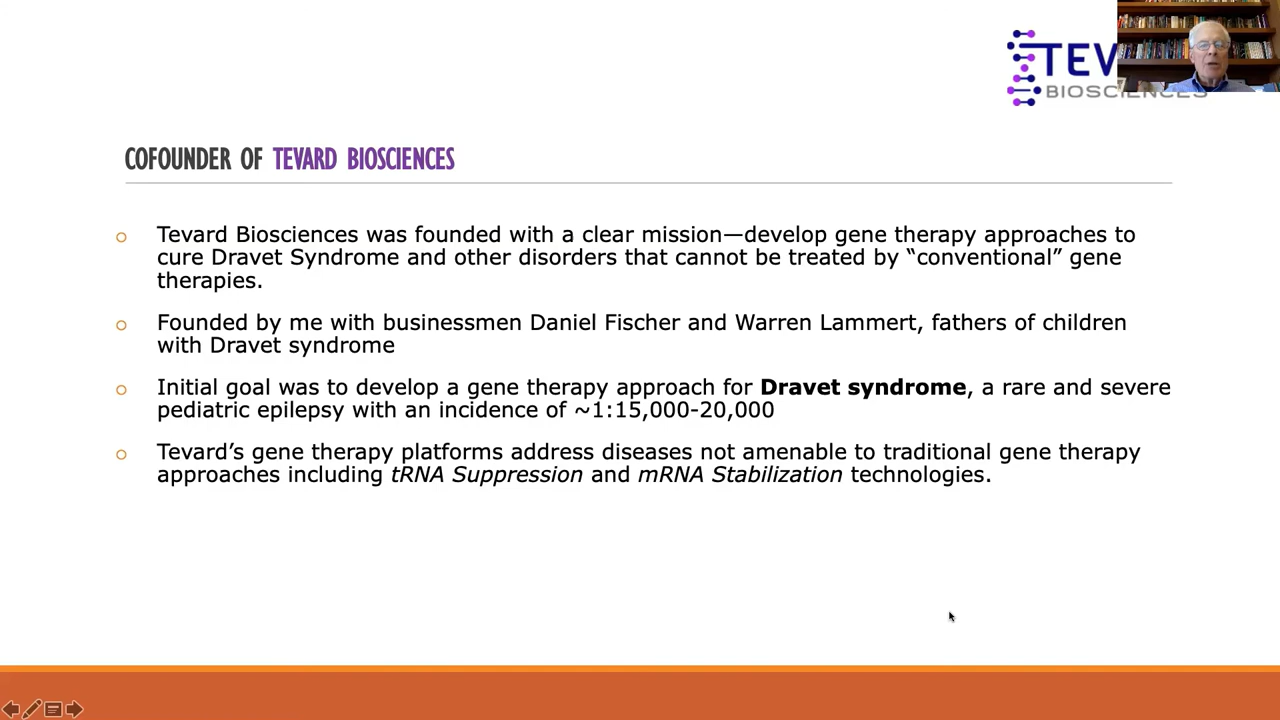 TEV
BIOSCIENCES
COFOUNDER OF TEVARD BIOSCIENCES
Tevard Biosciences was founded with a clear mission—develop gene therapy approaches to
cure Dravet Syndrome and other disorders that cannot be treated by “conventional” gene
therapies.
Founded by me with businessmen Daniel Fischer and Warren Lammert, fathers of children
with Dravet syndrome
Initial goal was to develop a gene therapy approach for Dravet syndrome, a rare and severe
pediatric epilepsy with an incidence of ~1:15,000-20,000
Tevard’s gene therapy platforms address diseases not amenable to traditional gene therapy
approaches including tRNA Suppression and mRNA Stabilization technologies.